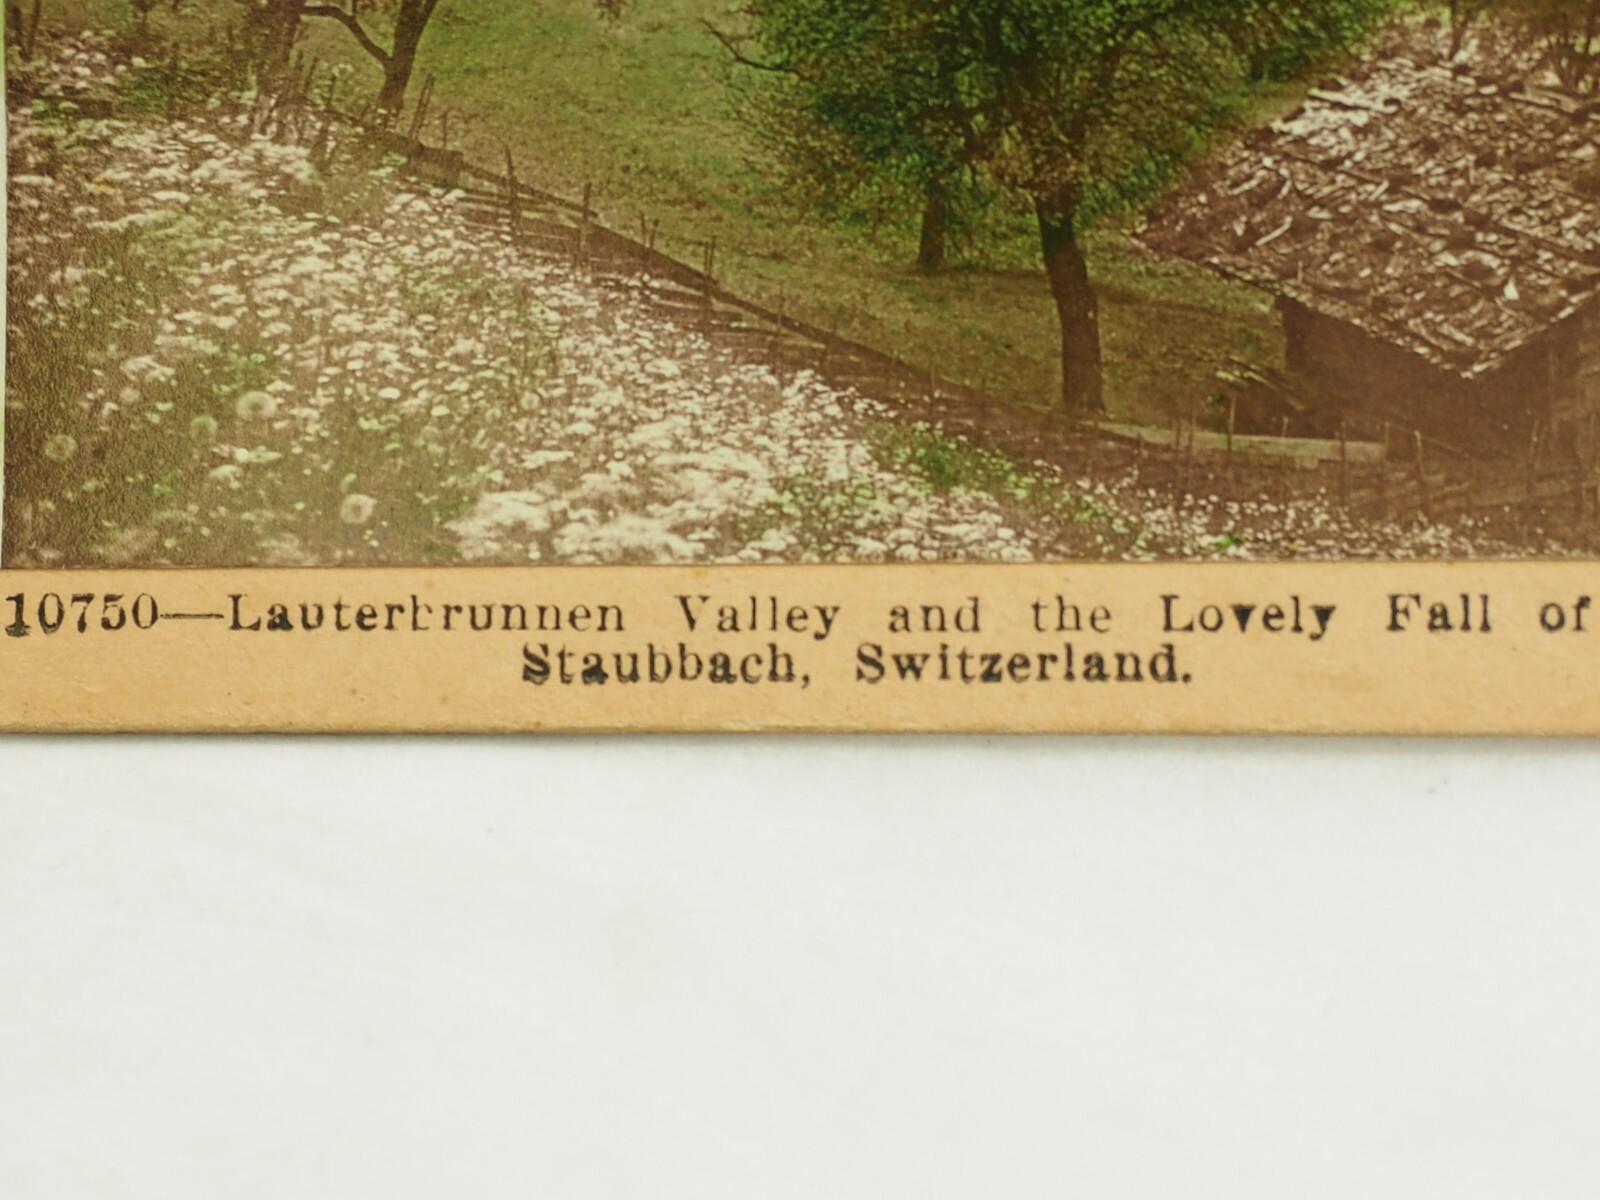 10750—Lauterbrunnen Valley and the Lovely Fall of
Staubbach, Switzerland.